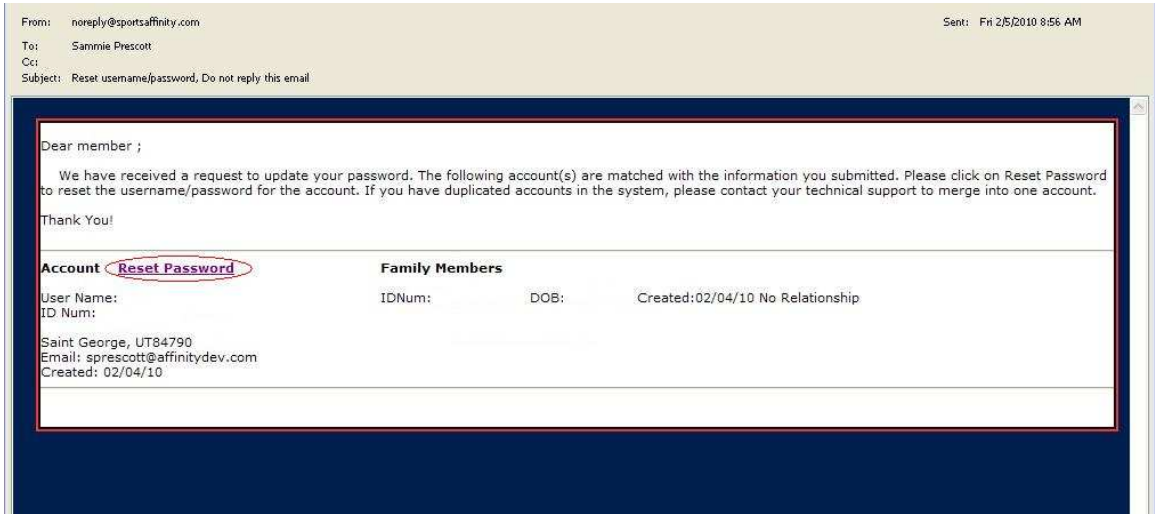 From: noreply@sportsaffinity.com Sent: Fri 2/5/2010 8:56 AM
To: Sammie Prescott
Cc:
Subject: Reset username/password, Do not reply this email
Dear member ;
We have received a request to update your password. The following account(s) are matched with the information you submitted. Please click on Reset Password
to reset the username/password for the account. If you have duplicated accounts in the system, please contact your technical support to merge into one account.
Thank You!
Account Reset Password Family Members
User Name: IDNum: DOB: Created:02/04/10 No Relationship
ID Num:
Saint George, UT84790
Email: sprescott@affinitydev.com
Created: 02/04/10